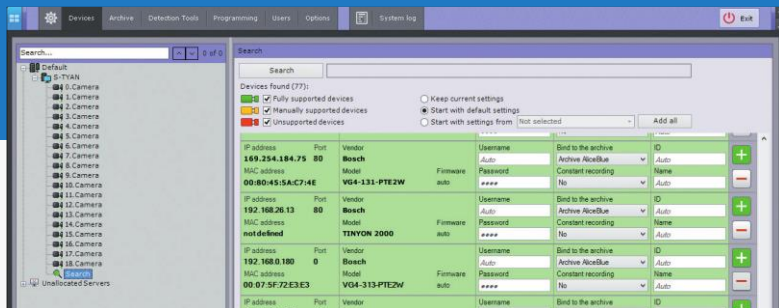 Devices Archive Detection Tools Programming Users Options System log Exit
Search... 0 of 0
Default
S-TYAN
0.Camera
1.Camera
2.Camera
3.Camera
4.Camera
5.Camera
6.Camera
7.Camera
8.Camera
9.Camera
10.Camera
11.Camera
12.Camera
13.Camera
14.Camera
15.Camera
16.Camera
17.Camera
18.Camera
Search
Unallocated Servers
Search
Search
Devices found (77):
Fully supported devices Keep current settings
Manually supported devices Start with default settings
Unsupported devices Start with settings from Not selected Add all
IP address Port Vendor Username Bind to the archive ID
169.254.184.75 80 Bosch Auto Archive AliceBlue Auto
MAC address Model Firmware Password Constant recording Name
00:80:45:5A:C7:4E VG4-131-PTE2W auto **** No Auto
IP address Port Vendor Username Bind to the archive ID
192.168.26.13 80 Bosch Auto Archive AliceBlue Auto
MAC address Model Firmware Password Constant recording Name
not defined TINYON 2000 auto **** No Auto
IP address Port Vendor Username Bind to the archive ID
192.168.0.180 0 Bosch Auto Archive AliceBlue Auto
MAC address Model Firmware Password Constant recording Name
00:07:5F:72:E3:E3 VG4-313-PTE2W auto **** No Auto
IP address Port Vendor Username Bind to the archive ID